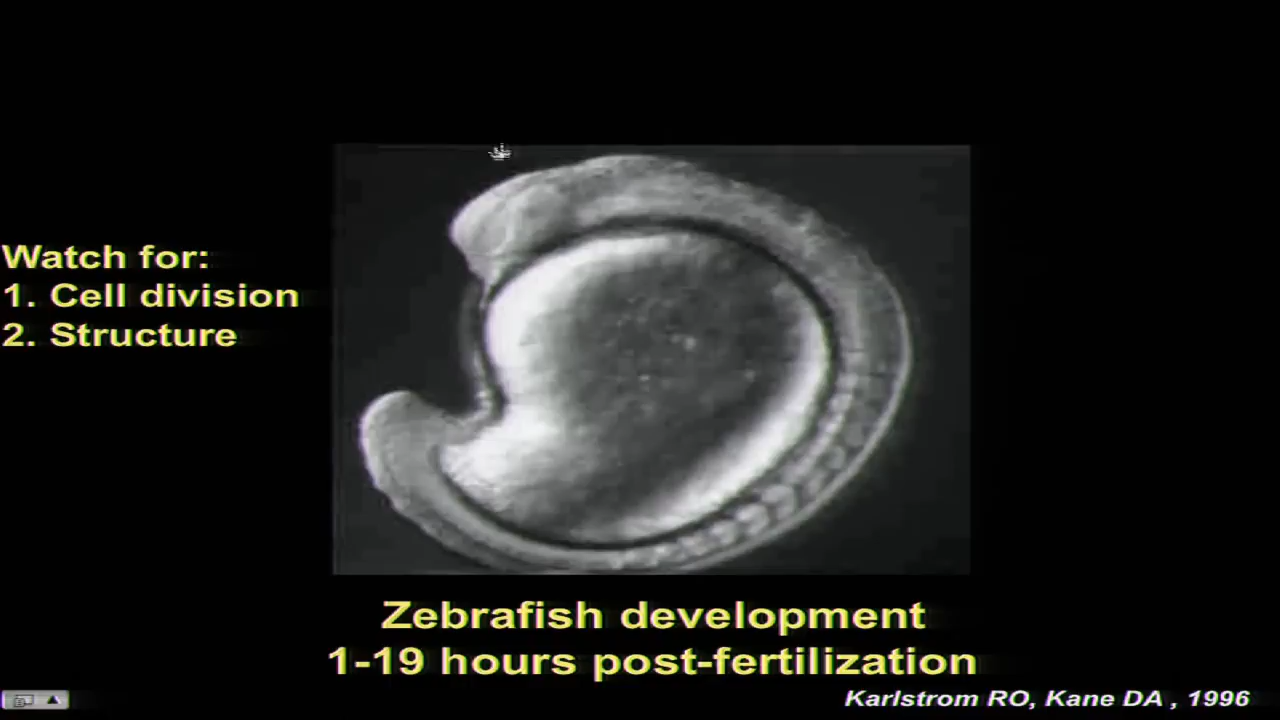 Watch for:
1. Cell division
2. Structure
Zebrafish development
1-19 hours post-fertilization
Karlstrom RO, Kane DA , 1996